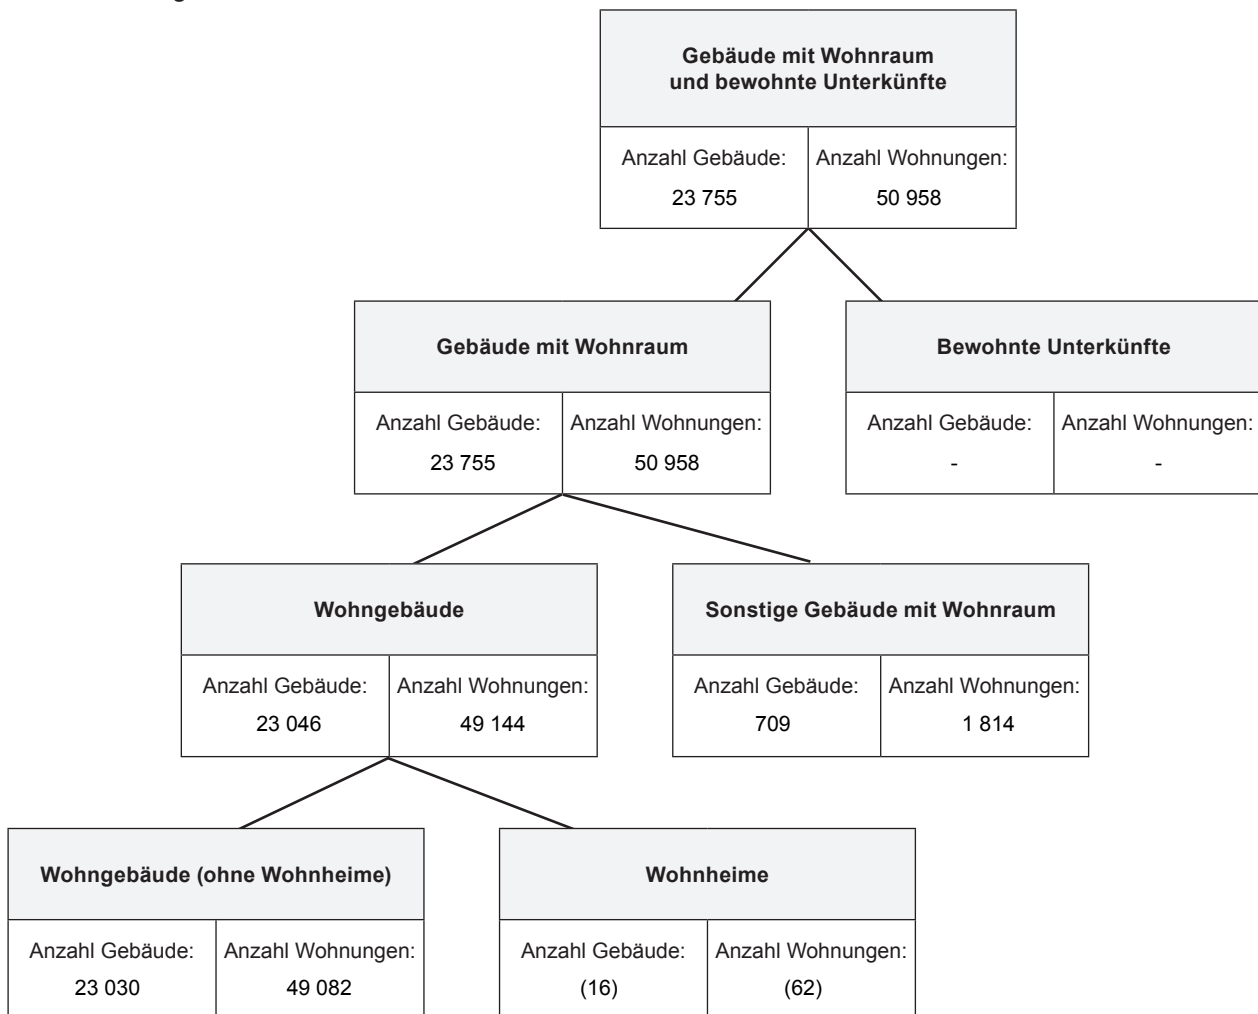 Gebäude mit Wohnraum
und bewohnte Unterkünfte
Anzahl Gebäude: Anzahl Wohnungen:
23 755 50 958
Gebäude mit Wohnraum
Bewohnte Unterkünfte
Anzahl Gebäude: Anzahl Wohnungen:
23 755 50 958
Anzahl Gebäude: Anzahl Wohnungen:
- -
Wohngebäude
Sonstige Gebäude mit Wohnraum
Anzahl Gebäude: Anzahl Wohnungen:
23 046 49 144
Anzahl Gebäude: Anzahl Wohnungen:
709 1 814
Wohngebäude (ohne Wohnheime)
Wohnheime
Anzahl Gebäude: Anzahl Wohnungen:
23 030 49 082
Anzahl Gebäude: Anzahl Wohnungen:
(16) (62)